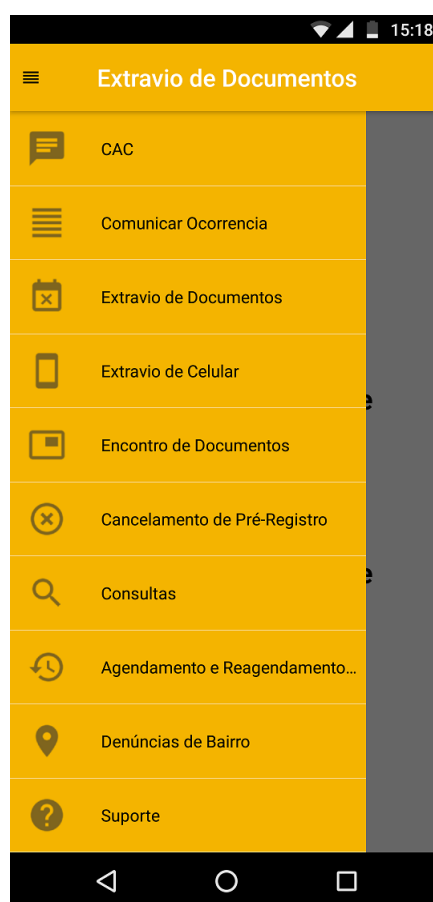 15:18
Extravio de Documentos
CAC
Comunicar Ocorrencia
Extravio de Documentos
Extravio de Celular
e
Encontro de Documentos
Cancelamento de Pré-Registro
e
Consultas
Agendamento e Reagendamento...
Denúncias de Bairro
Suporte